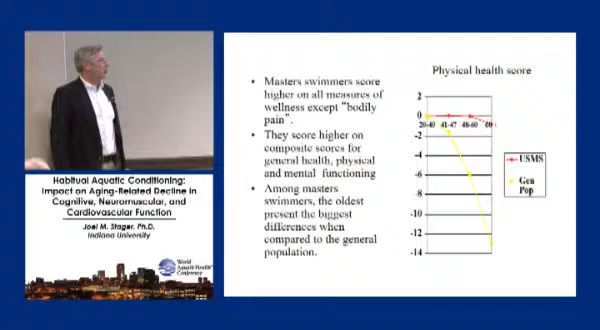 Habitual Aquatic Conditioning:
Impact on Aging-Related Decline in
Cognitive, Neuromuscular, and
Cardiovascular Function
Joel M. Stager, Ph.D.
Indiana University
World
Aquatic Health
Conference
• Masters swimmers score
higher on all measures of
wellness except “bodily
pain”.
• They score higher on
composite scores for
general health, physical
and mental functioning
• Among masters
swimmers, the oldest
present the biggest
differences when
compared to the general
population.
Physical health score
2
0
-2
-4
-6
-8
-10
-12
-14
41-47
48-60
USMS
Gen
Pop